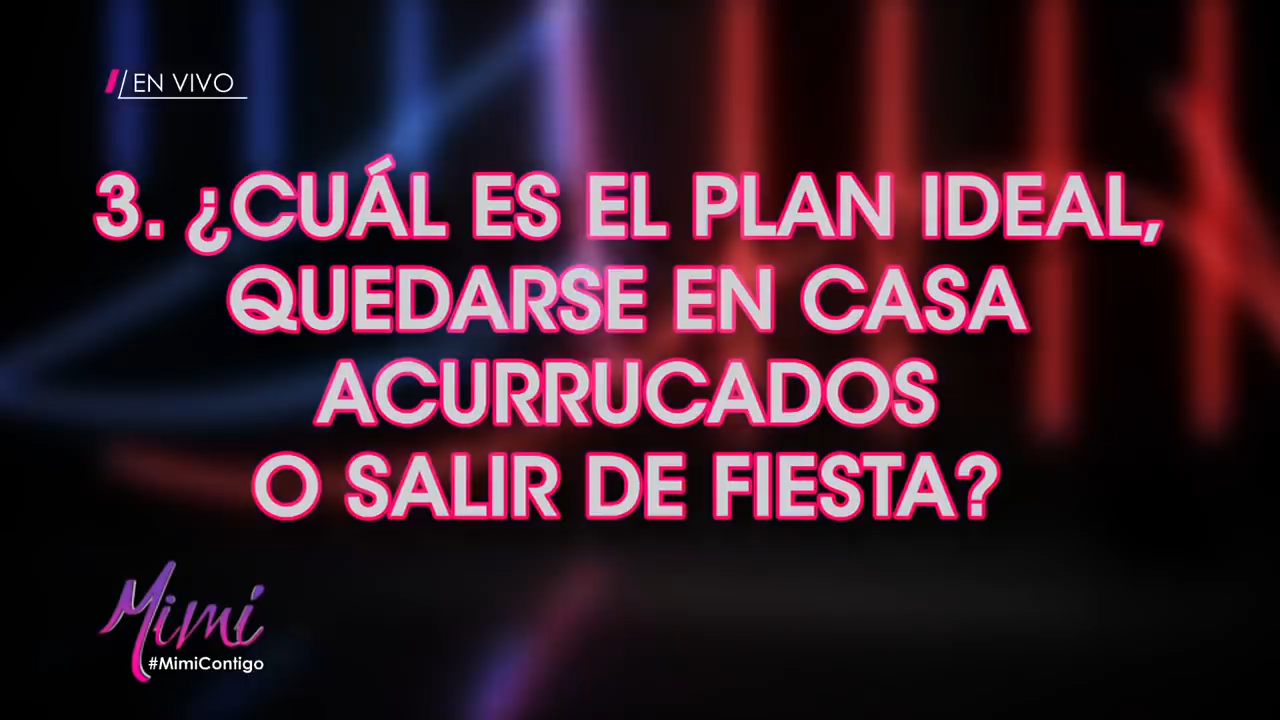 EN VIVO
3. ¿CUÁL ES EL PLAN IDEAL,
QUEDARSE EN CASA
ACURRUCADOS
O SALIR DE FIESTA?
Mimi
#MimiContigo